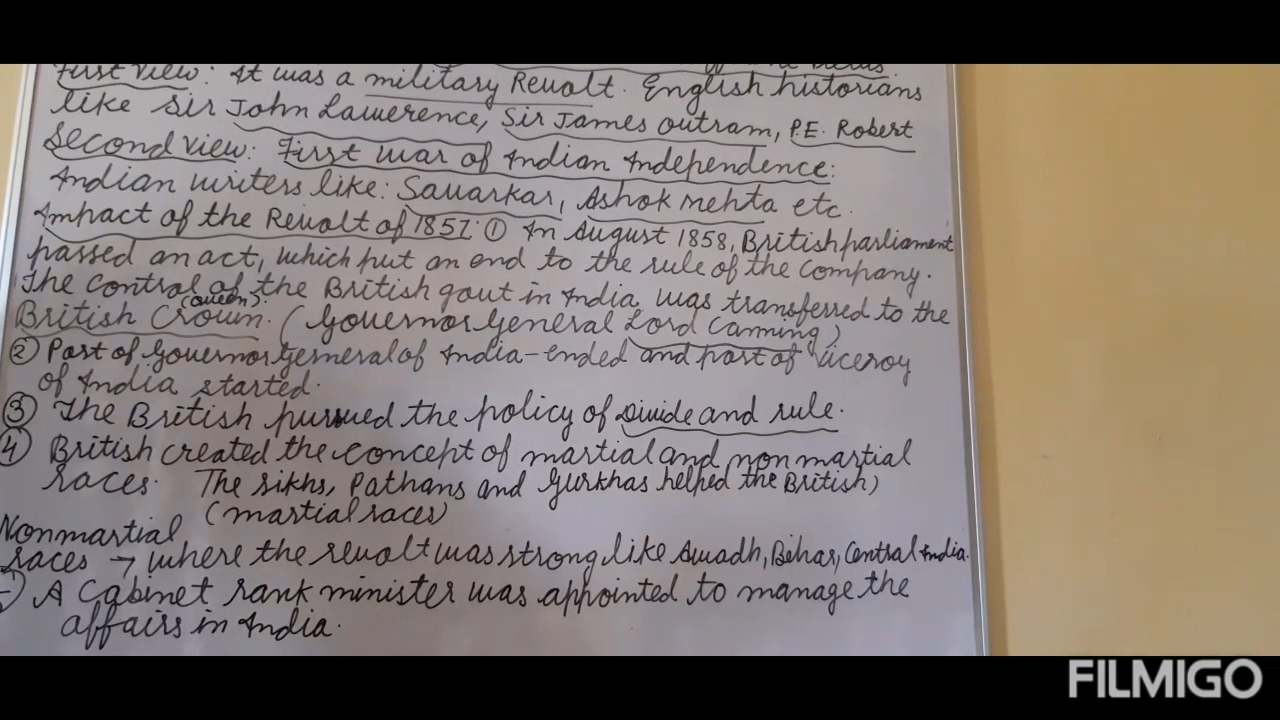 First View: It was a military Revolt. English historians
like Sir John Lawerence, Sir James Outram, P.E. Robert
Second View: First war of Indian Independence:
Indian writers like: Savarkar, Ashok Mehta etc.
Impact of the Revolt of 1857: ① In August 1858, British parliament
passed an act, which put an end to the rule of the Company.
The Control of the British govt in India was transferred to the
(Queen).
British Crown. (Governor General Lord Canning)
② Post of Governor Gerneral of India - ended and post of Viceroy
of India started.
③ The British pursued the policy of Divide and rule.
④ British created the concept of martial and non martial
races. The Sikhs, Pathans and Gurkhas helped the British)
(martial races)
Nonmartial
races → where the revolt was strong like Awadh, Bihar, Central India.
A Cabinet rank minister was appointed to manage the
affairs in India.
FILMIGO